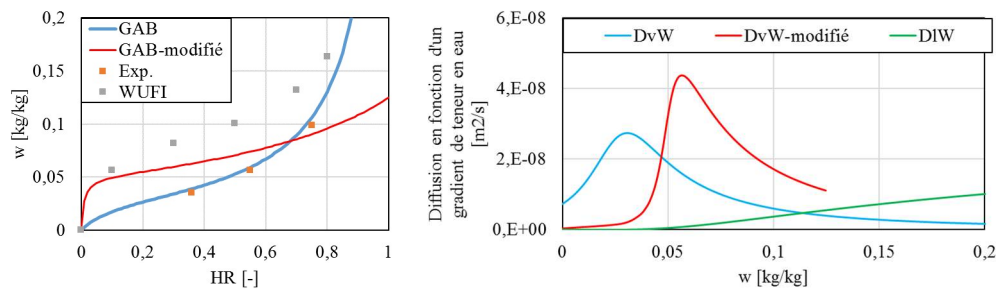 0,2
0,15
0,1
0,05
0
w [kg/kg]
GAB
GAB-modifié
Exp.
WUFI
0 0,2 0,4 0,6 0,8 1
HR [-]
Diffusion en fonction d'un
gradient de teneur en eau
[m2/s]
6,E-08
4,E-08
2,E-08
0,E+00
DvW DvW-modifié DlW
0 0,05 0,1 0,15 0,2
w [kg/kg]